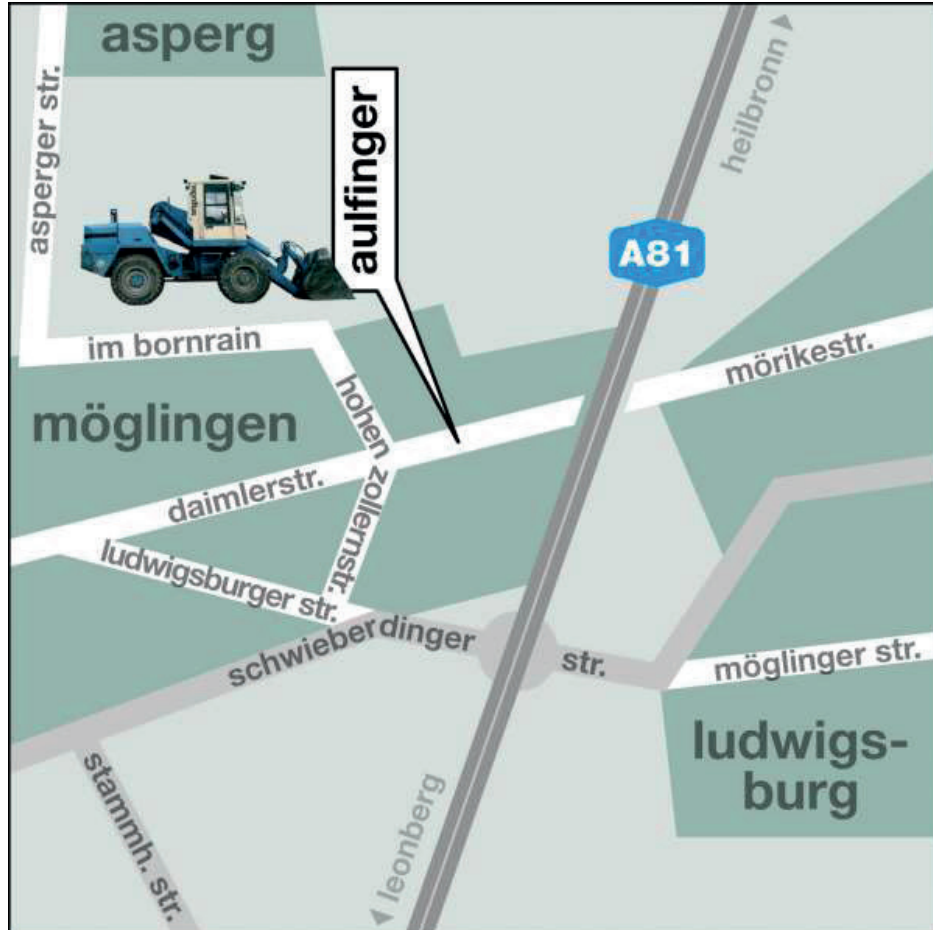 asperg
asperger str.
aulfinger
heilbronn
A81
im bornrain
mörikestr.
möglingen
hohen zollernstr.
daimlerstr.
ludwigsburger str.
schwieberdinger str.
möglinger str.
ludwigs-
burg
stammh. str.
leonberg